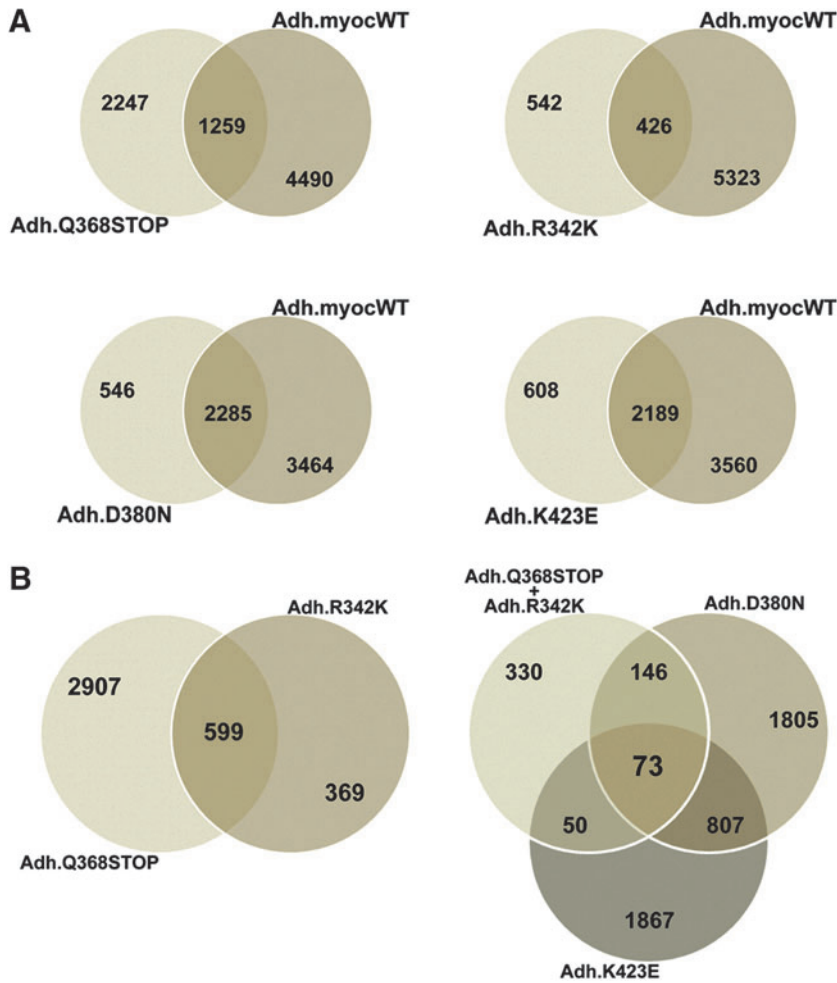 A
Adh.myocWT
2247
1259
4490
Adh.Q368STOP
Adh.myocWT
542
426
5323
Adh.R342K
Adh.myocWT
546
2285
3464
Adh.D380N
Adh.myocWT
608
2189
3560
Adh.K423E
B
Adh.R342K
2907
599
369
Adh.Q368STOP
Adh.Q368STOP
+
Adh.R342K
Adh.D380N
330
146
1805
73
50
807
1867
Adh.K423E